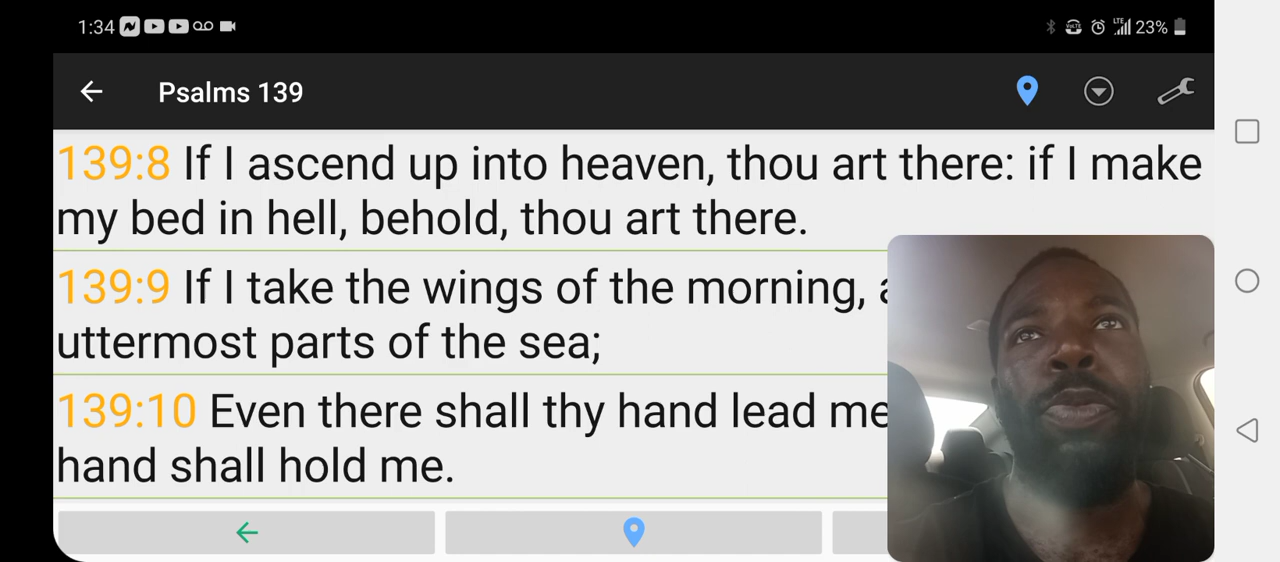 1:34 LTE 23%
Psalms 139
139:8 If I ascend up into heaven, thou art there: if I make
my bed in hell, behold, thou art there.
139:9 If I take the wings of the morning,
uttermost parts of the sea;
139:10 Even there shall thy hand lead me
hand shall hold me.